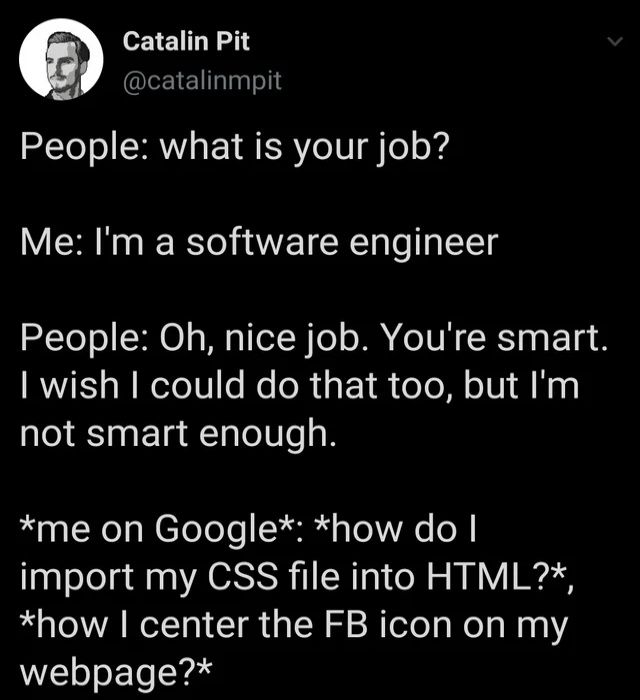 Catalin Pit
@catalinmpit
People: what is your job?
Me: I'm a software engineer
People: Oh, nice job. You're smart.
I wish I could do that too, but I'm
not smart enough.
*me on Google*: *how do I
import my CSS file into HTML?*,
*how I center the FB icon on my
webpage?*